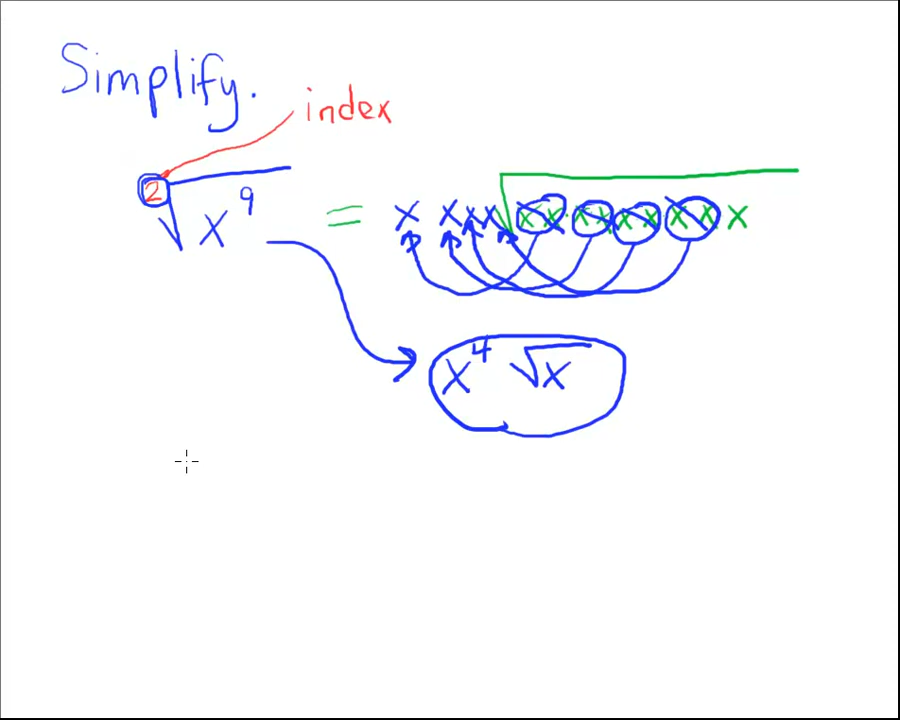 Simplify.
index
²√x⁹ = x x x x √x x x x x x x x x
x⁴ √x